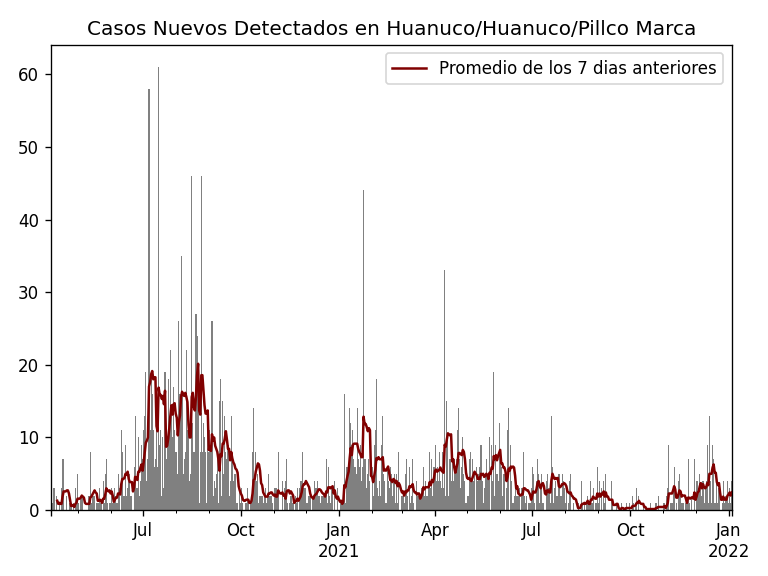 Casos Nuevos Detectados en Huanuco/Huanuco/Pillco Marca
Promedio de los 7 dias anteriores
60
50
40
30
20
10
0
Jul Oct Jan Apr Jul Oct Jan
2021 2022